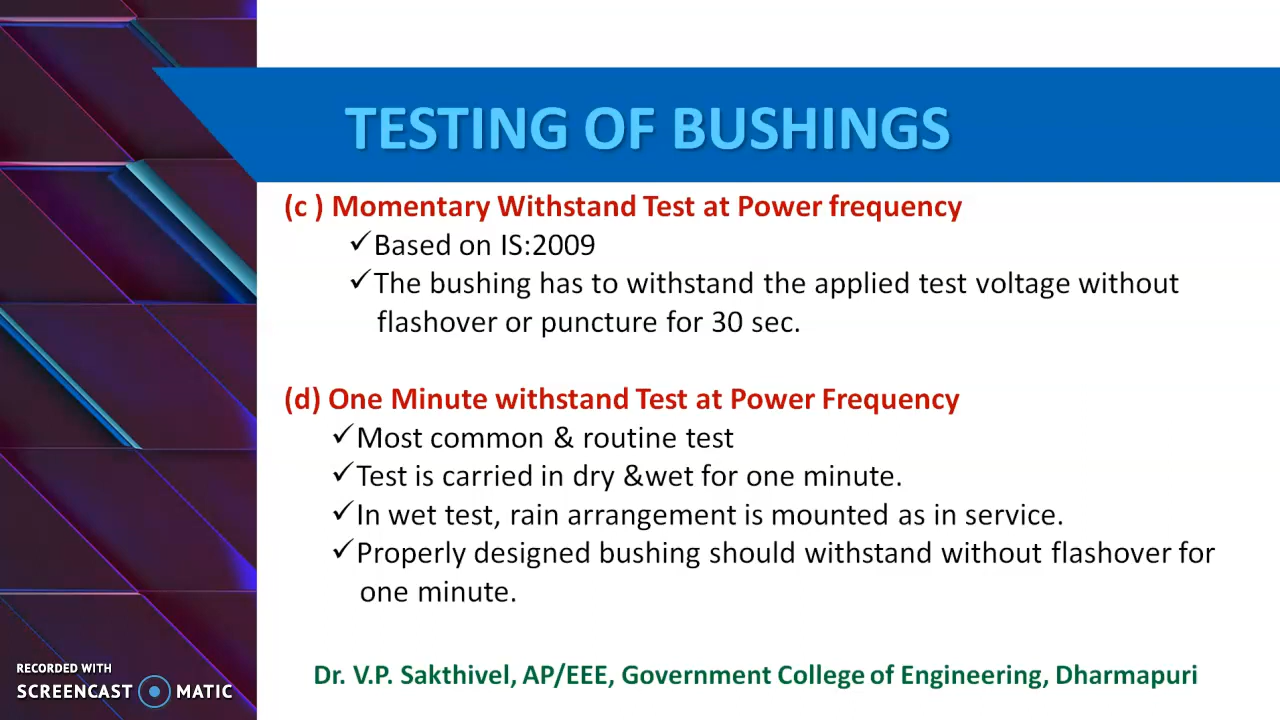 TESTING OF BUSHINGS
(c ) Momentary Withstand Test at Power frequency
✓Based on IS:2009
✓The bushing has to withstand the applied test voltage without
flashover or puncture for 30 sec.
(d) One Minute withstand Test at Power Frequency
✓Most common & routine test
✓Test is carried in dry &wet for one minute.
✓In wet test, rain arrangement is mounted as in service.
✓Properly designed bushing should withstand without flashover for
one minute.
Dr. V.P. Sakthivel, AP/EEE, Government College of Engineering, Dharmapuri
RECORDED WITH
SCREENCAST MATIC